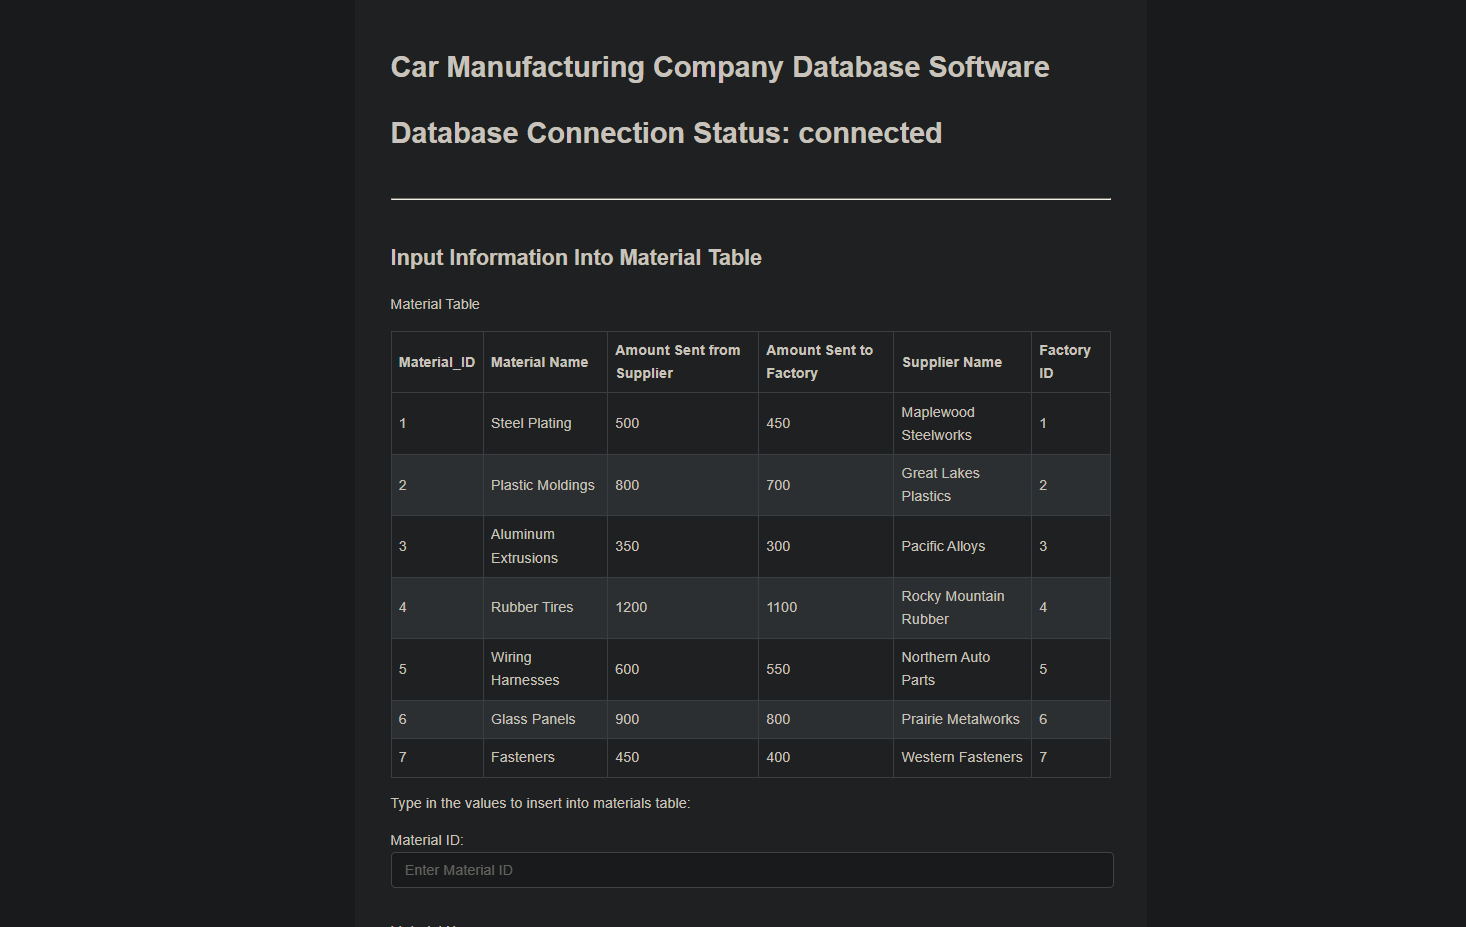 Car Manufacturing Company Database Software
Database Connection Status: connected
Input Information Into Material Table
Material Table
Material_ID Material Name Amount Sent from Supplier Amount Sent to Factory Supplier Name Factory ID
1 Steel Plating 500 450 Maplewood Steelworks 1
2 Plastic Moldings 800 700 Great Lakes Plastics 2
3 Aluminum Extrusions 350 300 Pacific Alloys 3
4 Rubber Tires 1200 1100 Rocky Mountain Rubber 4
5 Wiring Harnesses 600 550 Northern Auto Parts 5
6 Glass Panels 900 800 Prairie Metalworks 6
7 Fasteners 450 400 Western Fasteners 7
Type in the values to insert into materials table:
Material ID:
Enter Material ID